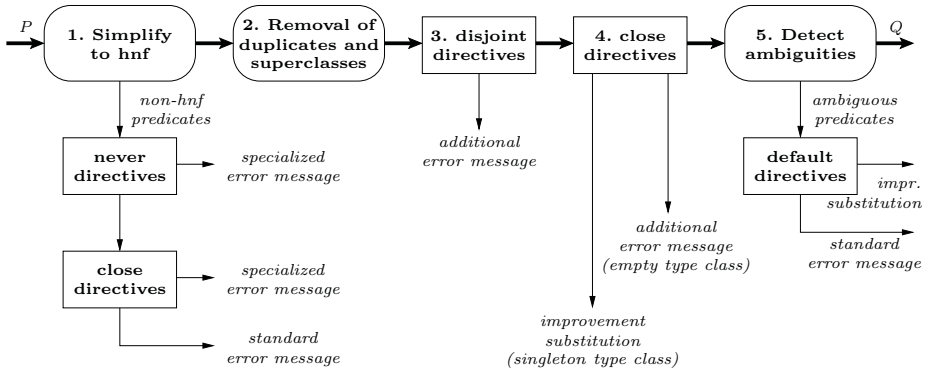 P
1. Simplify
to hnf
2. Removal of
duplicates and
superclasses
3. disjoint
directives
4. close
directives
5. Detect
ambiguities
Q
non-hnf
predicates
never
directives
specialized
error message
close
directives
specialized
error message
standard
error message
additional
error message
additional
error message
(empty type class)
improvement
substitution
(singleton type class)
ambiguous
predicates
default
directives
impr.
substitution
standard
error message